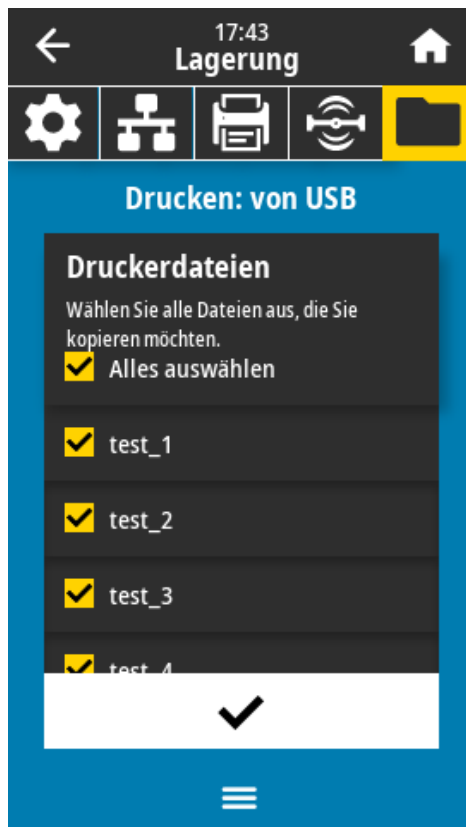 17:43
Lagerung
Drucken: von USB
Druckerdateien
Wählen Sie alle Dateien aus, die Sie
kopieren möchten.
Alles auswählen
test_1
test_2
test_3
test_4